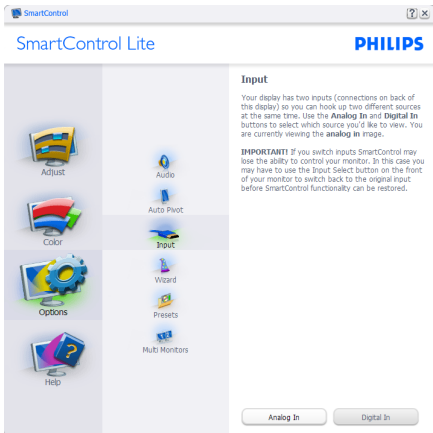 SmartControl
SmartControl Lite
PHILIPS
Adjust
Color
Options
Help
Audio
Auto Pivot
Input
Wizard
Presets
Multi Monitors
Input
Your display has two inputs (connections on back of
this display) so you can hook up two different sources
at the same time. Use the Analog In and Digital In
buttons to select which source you'd like to view. You
are currently viewing the analog in image.
IMPORTANT! If you switch inputs SmartControl may
lose the ability to control your monitor. In this case you
may have to use the Input Select button on the front
of your monitor to switch back to the original input
before SmartControl functionality can be restored.
Analog In
Digital In